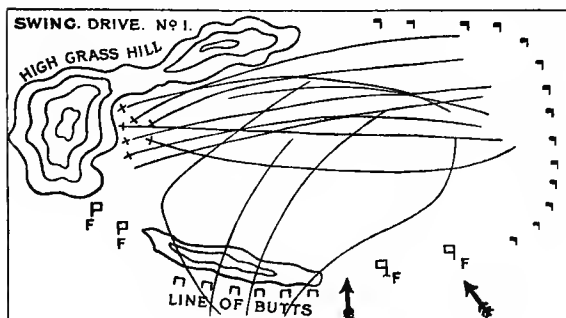 SWING. DRIVE. Nº 1.
HIGH GRASS HILL
F
F
F
F
LINE OF BUTTS